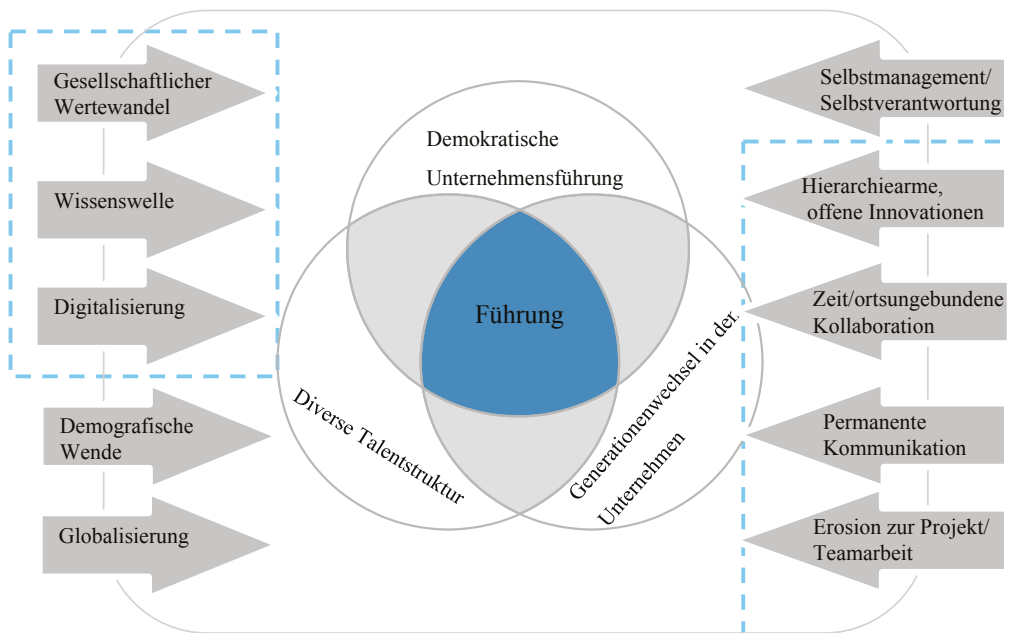 Gesellschaftlicher
Wertewandel
Wissenswelle
Digitalisierung
Demografische
Wende
Globalisierung
Demokratische
Unternehmensführung
Führung
Diverse Talentstruktur
Generationenwechsel in der
Unternehmen
Selbstmanagement/
Selbstverantwortung
Hierarchiearme,
offene Innovationen
Zeit/ortsungebundene
Kollaboration
Permanente
Kommunikation
Erosion zur Projekt/
Teamarbeit